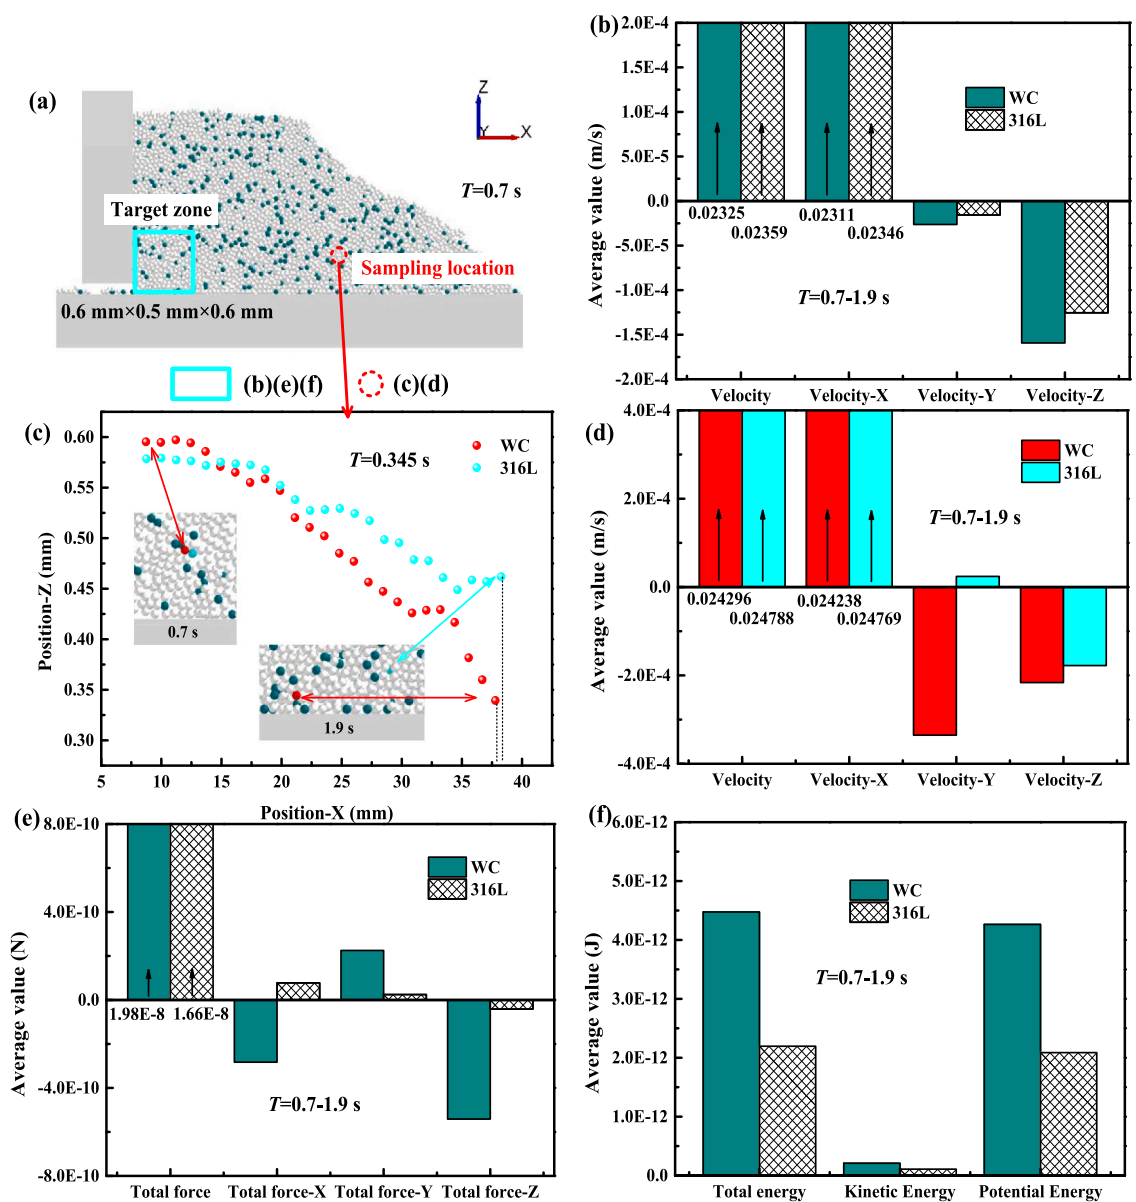 (a)
Z
Y
X
T=0.7 s
Target zone
Sampling location
0.6 mm×0.5 mm×0.6 mm
(b)(e)(f)
(c)(d)
(b)
2.0E-4
1.5E-4
1.0E-4
5.0E-5
0.0
-5.0E-5
-1.0E-4
-1.5E-4
-2.0E-4
Average value (m/s)
WC
316L
0.02325
0.02359
0.02311
0.02346
T=0.7-1.9 s
Velocity
Velocity-X
Velocity-Y
Velocity-Z
(c)
0.60
0.55
0.50
0.45
0.40
0.35
0.30
Position-Z (mm)
WC
316L
T=0.345 s
0.7 s
1.9 s
5
10
15
20
25
30
35
40
Position-X (mm)
(d)
4.0E-4
2.0E-4
0.0
-2.0E-4
-4.0E-4
Average value (m/s)
WC
316L
T=0.7-1.9 s
0.024296
0.024788
0.024238
0.024769
Velocity
Velocity-X
Velocity-Y
Velocity-Z
(e)
8.0E-10
4.0E-10
0.0
-4.0E-10
-8.0E-10
Average value (N)
WC
316L
1.98E-8
1.66E-8
T=0.7-1.9 s
Total force
Total force-X
Total force-Y
Total force-Z
(f)
6.0E-12
5.0E-12
4.0E-12
3.0E-12
2.0E-12
1.0E-12
0.0
Average value (J)
WC
316L
T=0.7-1.9 s
Total energy
Kinetic Energy
Potential Energy